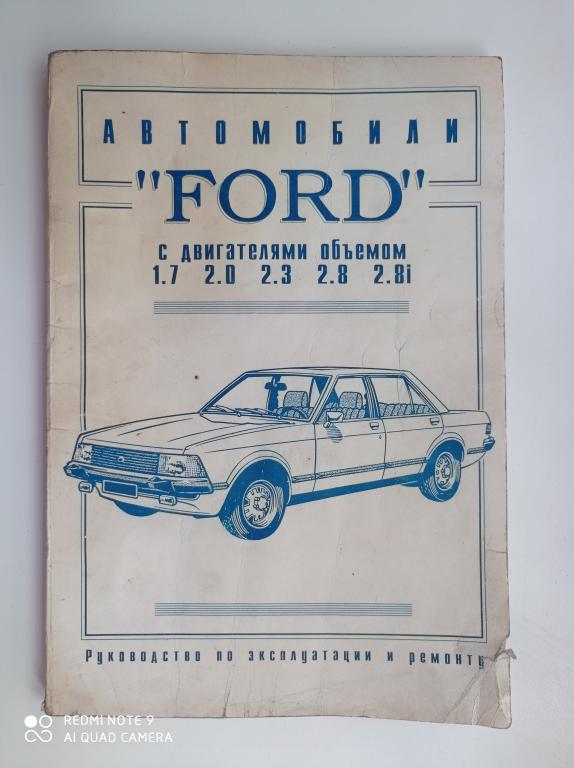 АВТОМОБИЛИ
"FORD"
с двигателями объемом
1.7 2.0 2.3 2.8 2.8i
Руководство по эксплуатации и ремонту
REDMI NOTE 9
AI QUAD CAMERA